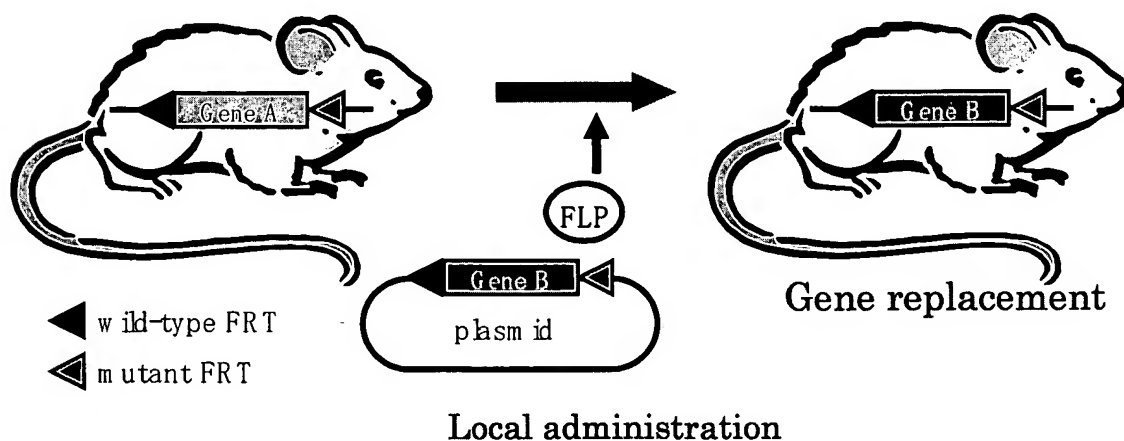 Gene A
Gene B
FLP
Gene B
plasmid
Gene replacement
wild-type FRT
mutant FRT
Local administration